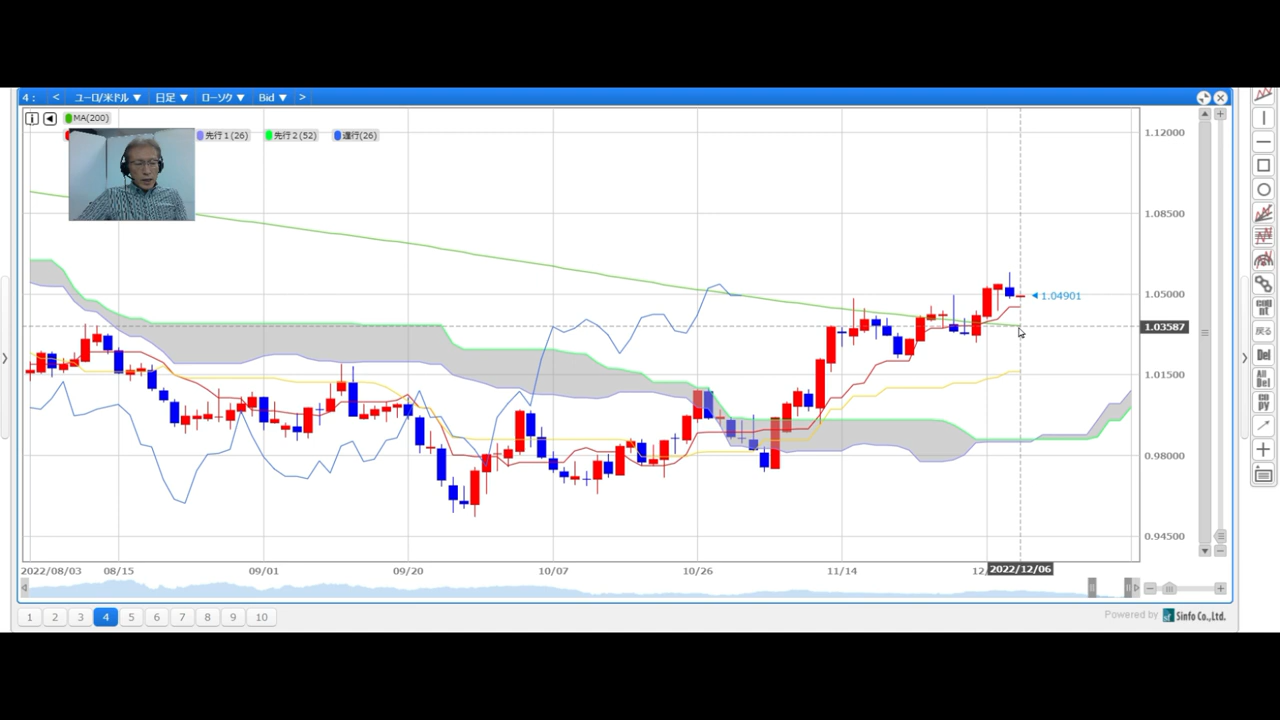 4 : < ユーロ/米ドル ▼ 日足 ▼ ローソク ▼ Bid ▼ >
MA(200)
先行1(26) 先行2(52) 遅行(26)
1.12000
1.08500
1.05000
1.04901
1.03587
1.01500
0.98000
0.94500
戻る
Del
All Del
copy
2022/08/03 08/15 09/01 09/20 10/07 10/26 11/14 12/ 2022/12/06
1 2 3 4 5 6 7 8 9 10
Powered by Sinfo Co.,Ltd.